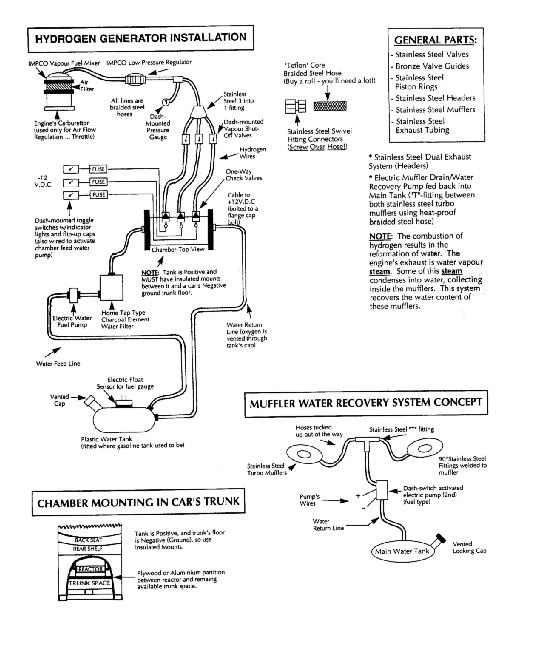 HYDROGEN GENERATOR INSTALLATION
IMPCO Vapour Fuel Mixer
IMPCO Low Pressure Regulator
Air
Filter
Engine's Carburettor
(used only for Air Flow
Regulation ... Throttle)
All lines are
braided steel
hoses
Dash-
Mounted
Pressure
Gauge
Stainless
Steel 3 into
1 fitting
Dash-mounted
Vapour Shut-
Off Valves
Hydrogen
Wires
One-Way
Check Valves
Cable to
+12V.D.C
(bolted to a
flange cap
bolt)
-12
V.D.C
FUSE
FUSE
FUSE
Dash-mounted toggle
switches w/indicator
lights and flip-up caps
(also wired to activate
chamber feed water
pump)
Chamber Top View
NOTE: Tank is Positive and
MUST have insulated mounts
between it and a car's Negative
ground trunk floor.
Electric Water
Fuel Pump
Home Tap Type
Charcoal Element
Water Filter
Water Return
Line (oxygen is
vented through
tank's cap)
Water Feed Line
Electric Float
Sensor for fuel gauge
Vented
Cap
Plastic Water Tank
(fitted where gasoline tank used to be)
'Teflon' Core
Braided Steel Hose
(Buy a roll - you'll need a lot!)
Stainless Steel Swivel
Fitting Connectors
(Screw Over Hose!)
GENERAL PARTS:
- Stainless Steel Valves
- Bronze Valve Guides
- Stainless Steel
Piston Rings
- Stainless Steel Headers
- Stainless Steel Mufflers
- Stainless Steel
Exhaust Tubing
* Stainless Steel Dual Exhaust
System (Headers)
* Electric Muffler Drain/Water
Recovery Pump fed back into
Main Tank ("T"-fitting between
both stainless steel turbo
mufflers using heat-proof
braided steel hose)
NOTE: The combustion of
hydrogen results in the
reformation of water. The
engine's exhaust is water vapour
steam. Some of this steam
condenses into water, collecting
inside the mufflers. This system
recovers the water content of
these mufflers.
MUFFLER WATER RECOVERY SYSTEM CONCEPT
Hoses tucked
up out of the way
Stainless Steel "T" fitting
Stainless Steel
Turbo Mufflers
Stainless Steel
Fittings welded to
muffler
Pump's
Wires
+
-
Dash-switch activated
electric pump (2nd)
(fuel type)
Water
Return Line
Main Water Tank
Vented
Locking Cap
CHAMBER MOUNTING IN CAR'S TRUNK
BACK SEAT
REAR SHELF
REACTOR
TRUNK SPACE
Tank is Positive, and trunk's floor
is Negative (Ground), so use
Insulated Mounts.
Plywood or Aluminium partition
between reactor and remaing
available trunk space.